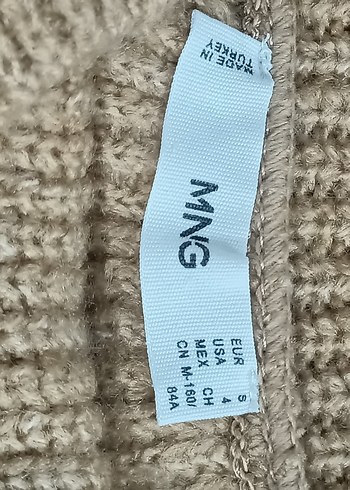 MADE IN
TURKEY
MNG
EUR S
USA 4
MEX CH
CN M-160/
84A